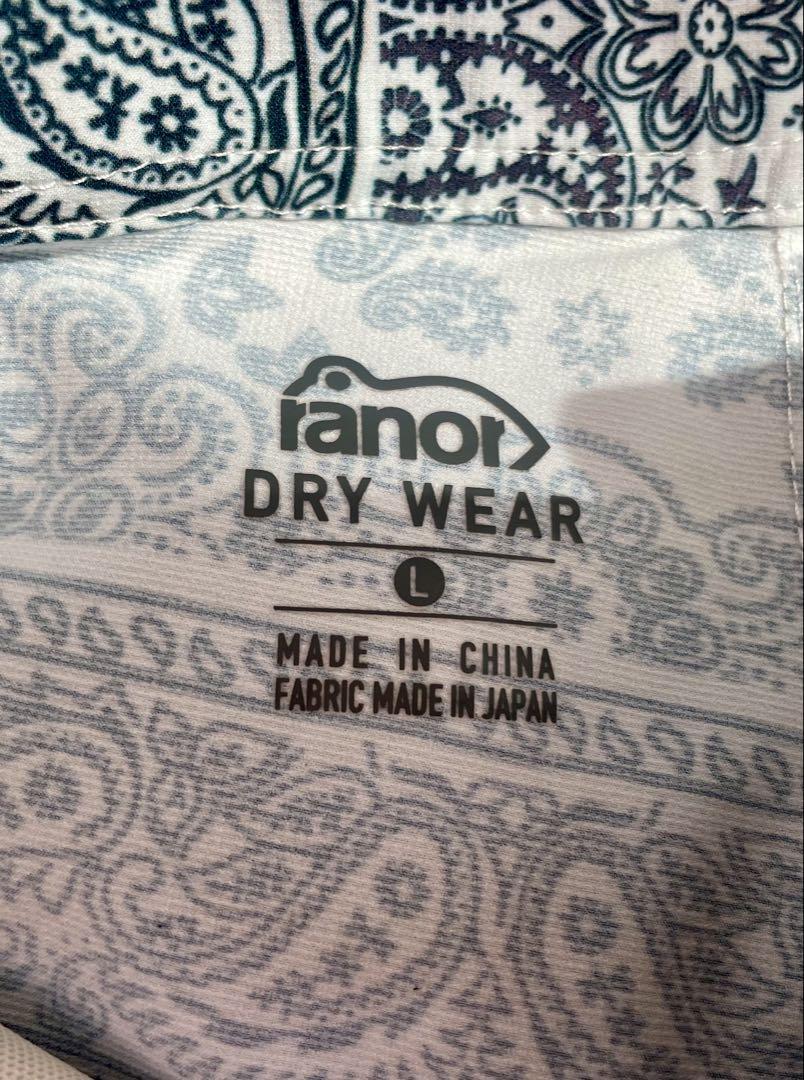 ranor
DRY WEAR
L
MADE IN CHINA
FABRIC MADE IN JAPAN